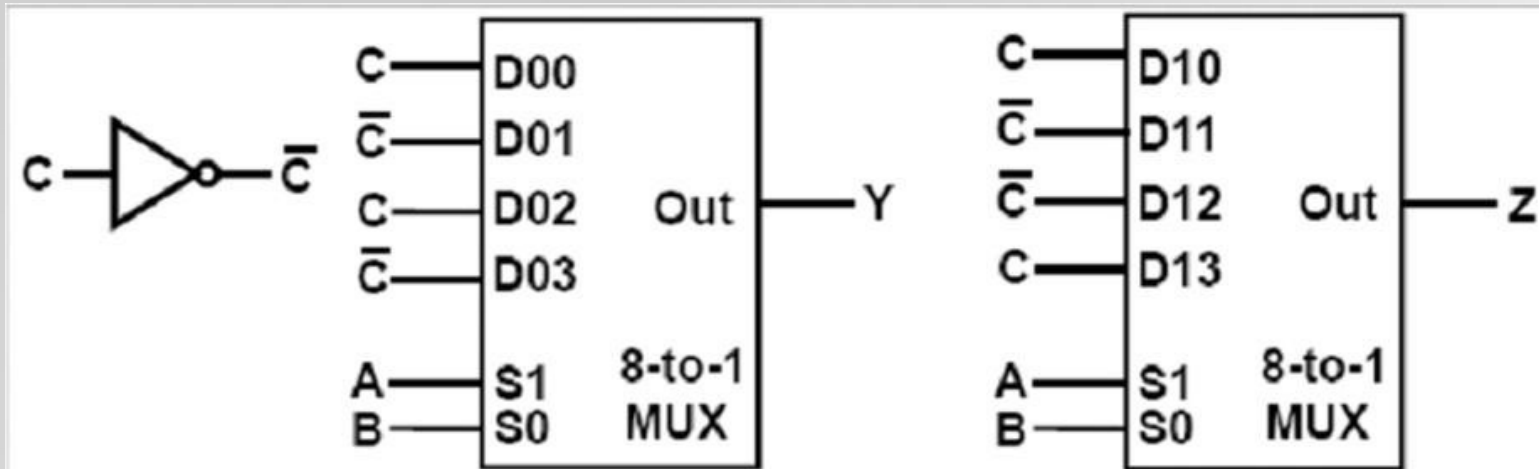 C
C̅
C D00
C̅ D01
C D02
C̅ D03
Out Y
A S1
B S0
8-to-1
MUX
C D10
C̅ D11
C̅ D12
C D13
Out Z
A S1
B S0
8-to-1
MUX